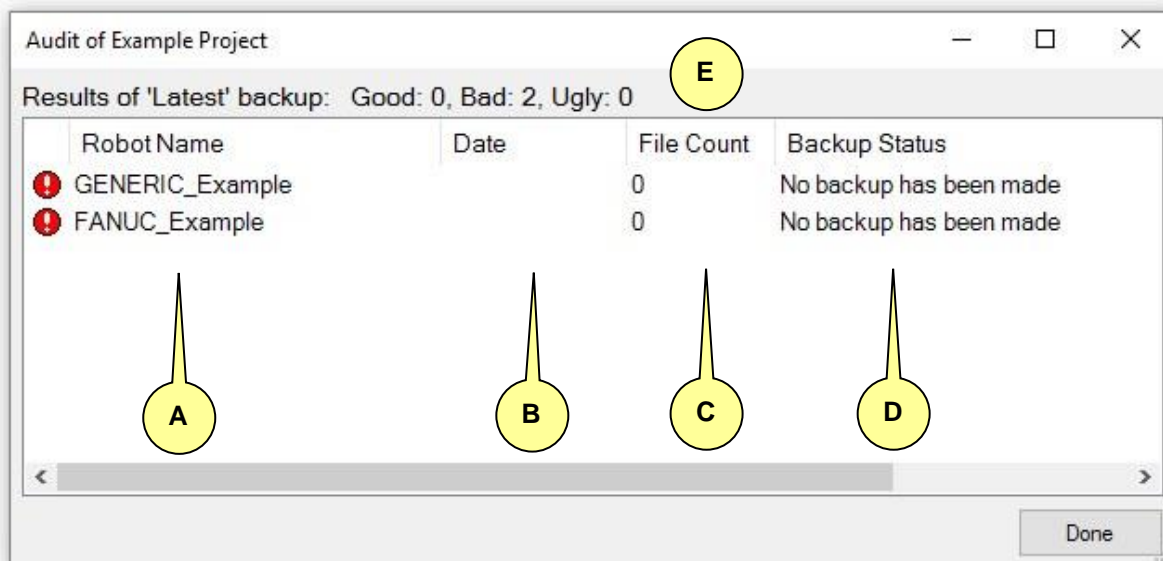 Audit of Example Project
E
Results of 'Latest' backup: Good: 0, Bad: 2, Ugly: 0
Robot Name Date File Count Backup Status
GENERIC_Example 0 No backup has been made
FANUC_Example 0 No backup has been made
A B C D
Done